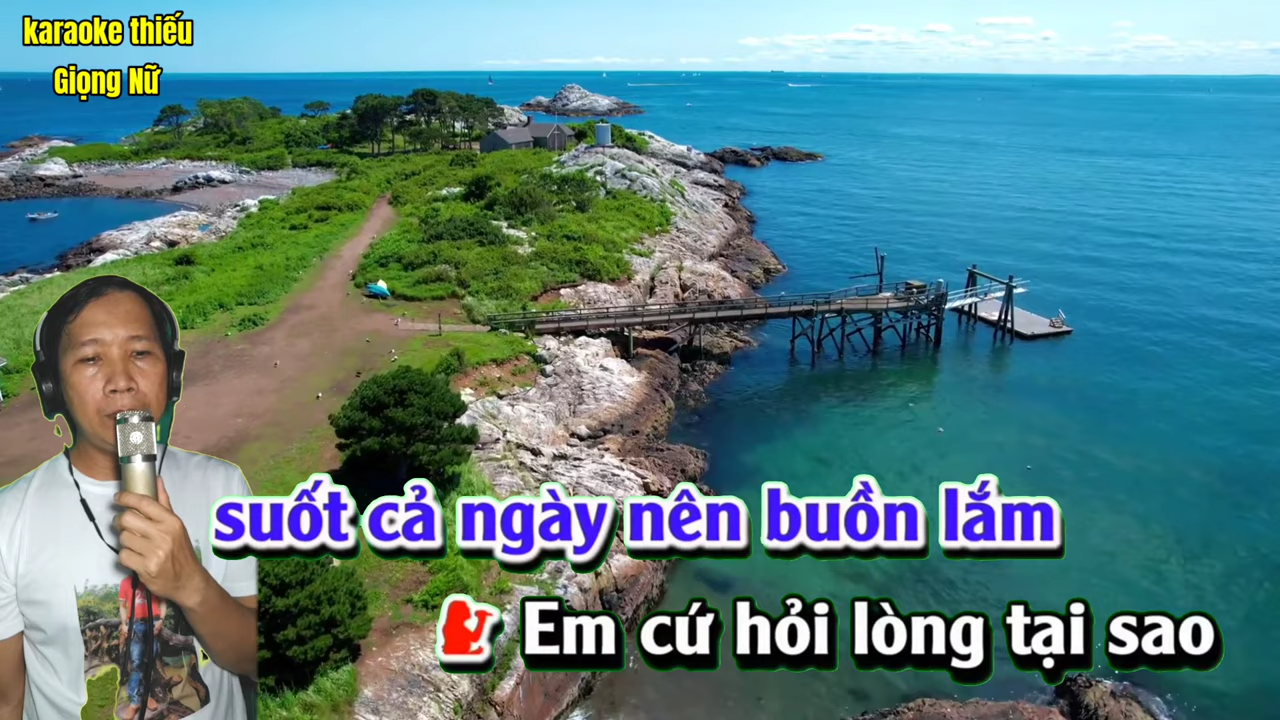 karaoke thiếu
Giọng Nữ
suốt cả ngày nên buồn lắm
Em cứ hỏi lòng tại sao